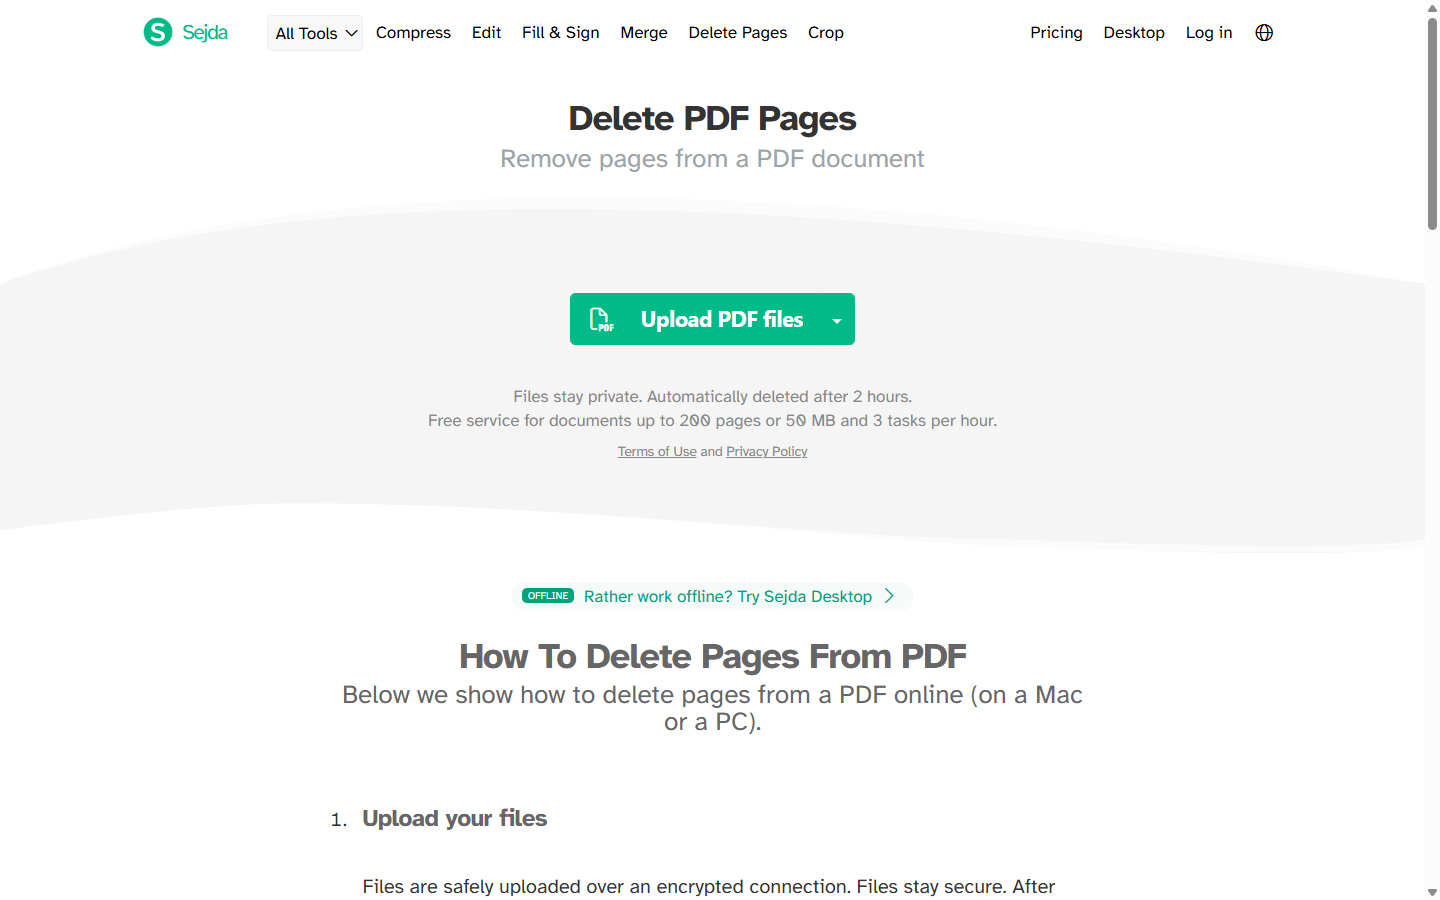 S Sejda
All Tools Compress Edit Fill & Sign Merge Delete Pages Crop Pricing Desktop Log in
Delete PDF Pages
Remove pages from a PDF document
PDF Upload PDF files
Files stay private. Automatically deleted after 2 hours.
Free service for documents up to 200 pages or 50 MB and 3 tasks per hour.
Terms of Use and Privacy Policy
OFFLINE Rather work offline? Try Sejda Desktop
How To Delete Pages From PDF
Below we show how to delete pages from a PDF online (on a Mac
or a PC).
1. Upload your files
Files are safely uploaded over an encrypted connection. Files stay secure. After